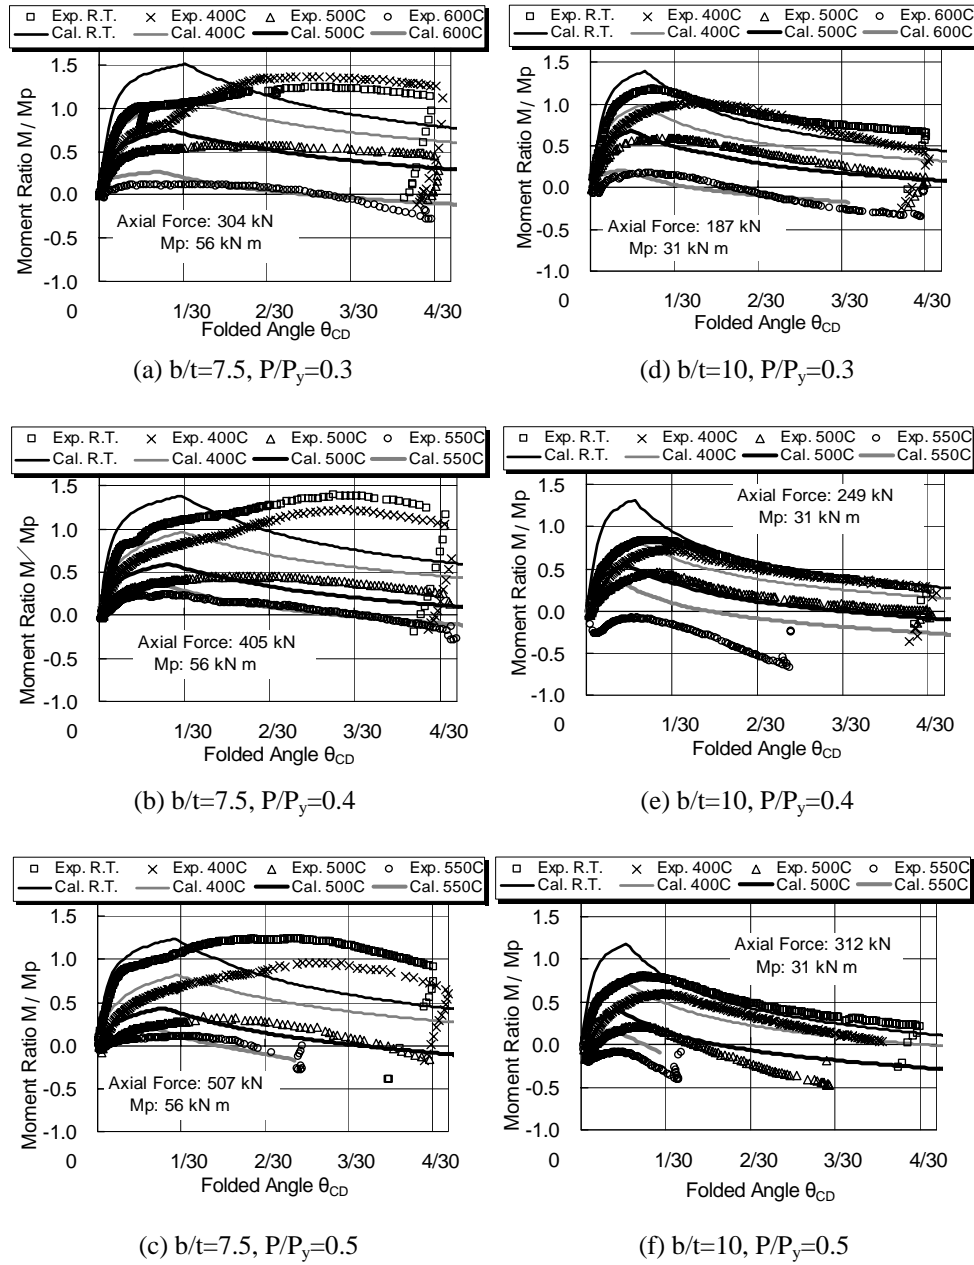 Exp. R.T. Exp. 400C Exp. 500C Exp. 600C
Cal. R.T. Cal. 400C Cal. 500C Cal. 600C
Moment Ratio M / Mp
1.5
1.0
0.5
0.0
-0.5
-1.0
Axial Force: 304 kN
Mp: 56 kN m
0 1/30 2/30 3/30 4/30
Folded Angle θCD
(a) b/t=7.5, P/Py=0.3
Exp. R.T. Exp. 400C Exp. 500C Exp. 600C
Cal. R.T. Cal. 400C Cal. 500C Cal. 600C
Moment Ratio M / Mp
1.5
1.0
0.5
0.0
-0.5
-1.0
Axial Force: 187 kN
Mp: 31 kN m
0 1/30 2/30 3/30 4/30
Folded Angle θCD
(d) b/t=10, P/Py=0.3
Exp. R.T. Exp. 400C Exp. 500C Exp. 550C
Cal. R.T. Cal. 400C Cal. 500C Cal. 550C
Moment Ratio M／Mp
1.5
1.0
0.5
0.0
-0.5
-1.0
Axial Force: 405 kN
Mp: 56 kN m
0 1/30 2/30 3/30 4/30
Folded Angle θCD
(b) b/t=7.5, P/Py=0.4
Exp. R.T. Exp. 400C Exp. 500C Exp. 550C
Cal. R.T. Cal. 400C Cal. 500C Cal. 550C
Moment Ratio M / Mp
1.5
1.0
0.5
0.0
-0.5
-1.0
Axial Force: 249 kN
Mp: 31 kN m
0 1/30 2/30 3/30 4/30
Folded Angle θCD
(e) b/t=10, P/Py=0.4
Exp. R.T. Exp. 400C Exp. 500C Exp. 550C
Cal. R.T. Cal. 400C Cal. 500C Cal. 550C
Moment Ratio M / Mp
1.5
1.0
0.5
0.0
-0.5
-1.0
Axial Force: 507 kN
Mp: 56 kN m
0 1/30 2/30 3/30 4/30
Folded Angle θCD
(c) b/t=7.5, P/Py=0.5
Exp. R.T. Exp. 400C Exp. 500C Exp. 550C
Cal. R.T. Cal. 400C Cal. 500C Cal. 550C
Moment Ratio M / Mp
1.5
1.0
0.5
0.0
-0.5
-1.0
Axial Force: 312 kN
Mp: 31 kN m
0 1/30 2/30 3/30 4/30
Folded Angle θCD
(f) b/t=10, P/Py=0.5